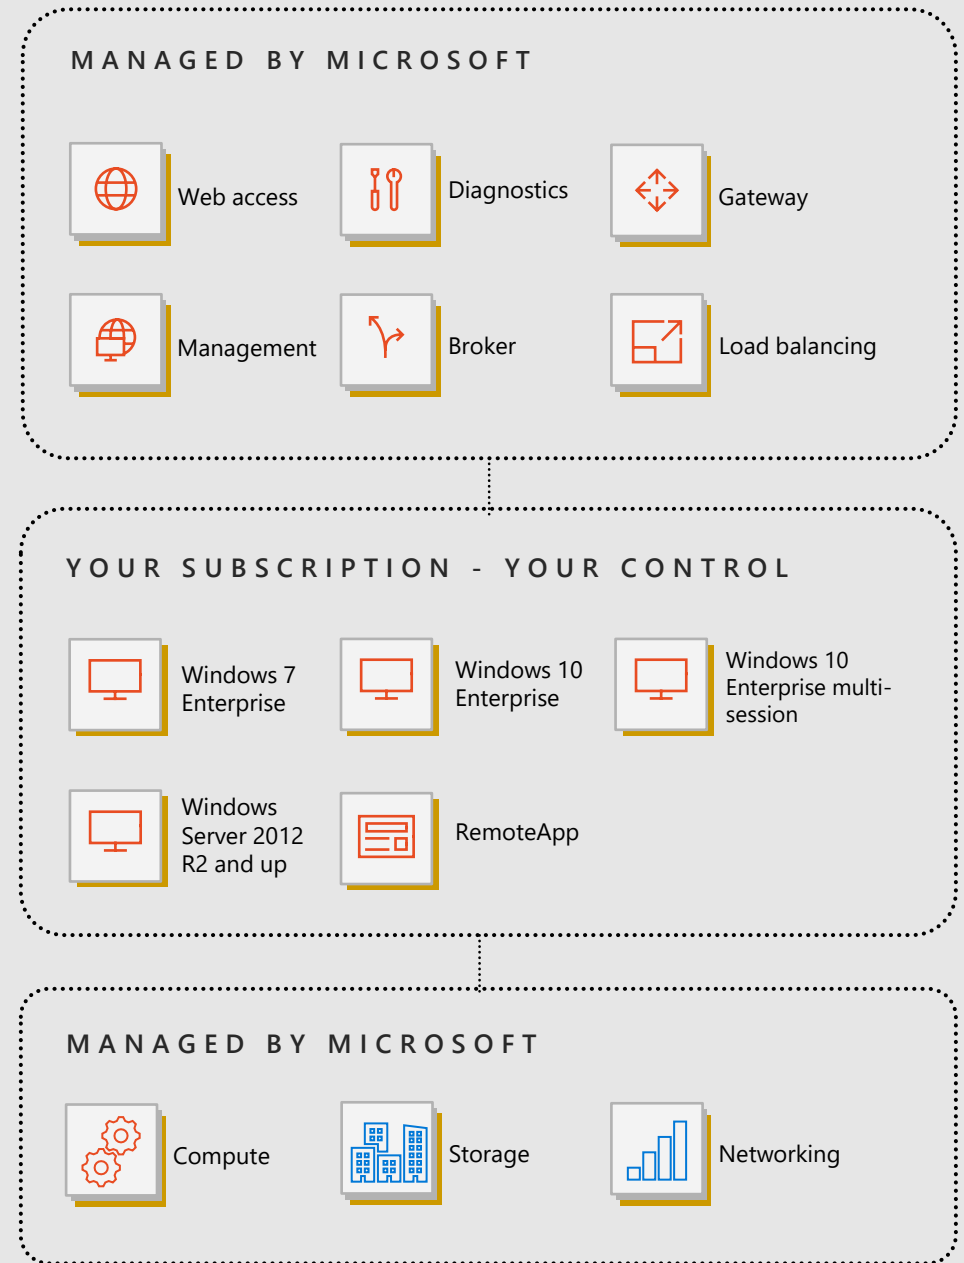 MANAGED BY MICROSOFT
Web access
Diagnostics
Gateway
Management
Broker
Load balancing
YOUR SUBSCRIPTION - YOUR CONTROL
Windows 7
Enterprise
Windows 10
Enterprise
Windows 10
Enterprise multi-
session
Windows
Server 2012
R2 and up
RemoteApp
MANAGED BY MICROSOFT
Compute
Storage
Networking